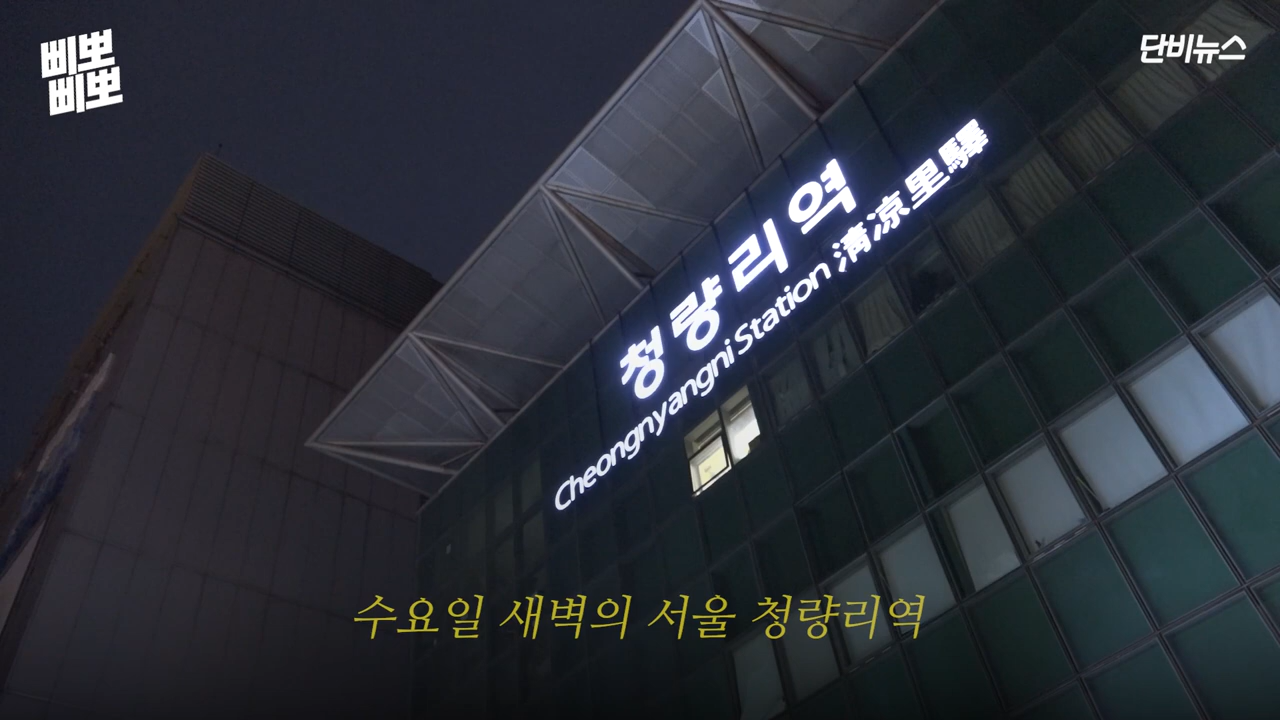 삐뽀
삐뽀
단비뉴스
청량리역
Cheongnyangni Station 淸凉里驛
수요일 새벽의 서울 청량리역